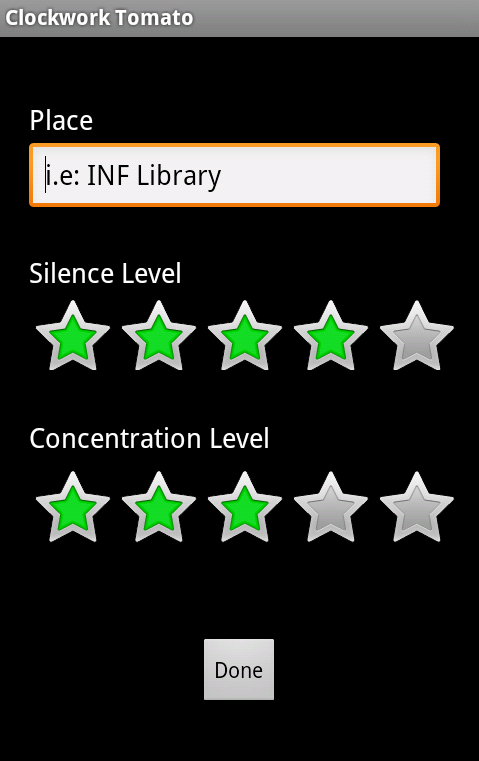 Clockwork Tomato
Place
i.e: INF Library
Silence Level
Concentration Level
Done